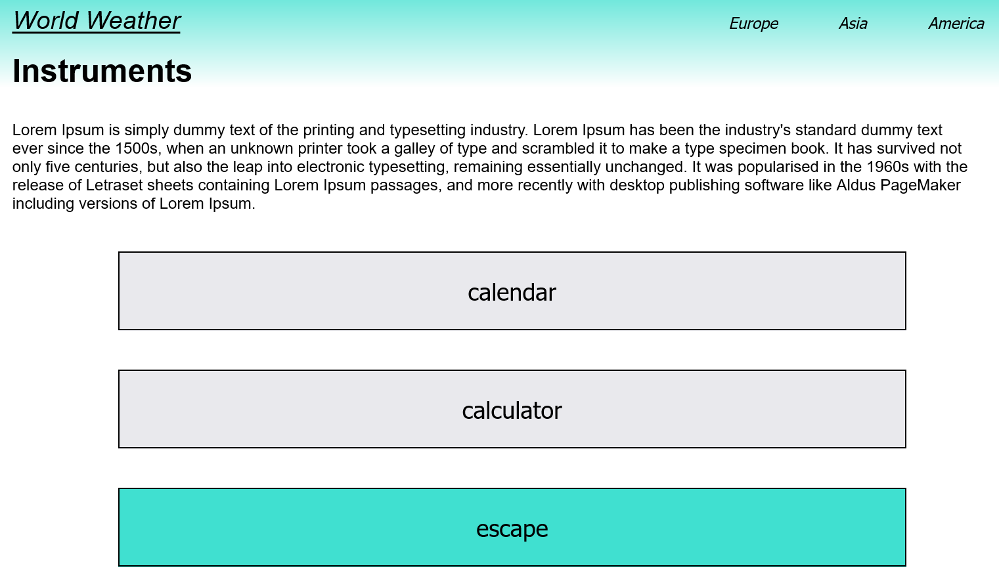 World Weather
Europe
Asia
America
Instruments
Lorem Ipsum is simply dummy text of the printing and typesetting industry. Lorem Ipsum has been the industry's standard dummy text
ever since the 1500s, when an unknown printer took a galley of type and scrambled it to make a type specimen book. It has survived not
only five centuries, but also the leap into electronic typesetting, remaining essentially unchanged. It was popularised in the 1960s with the
release of Letraset sheets containing Lorem Ipsum passages, and more recently with desktop publishing software like Aldus PageMaker
including versions of Lorem Ipsum.
calendar
calculator
escape